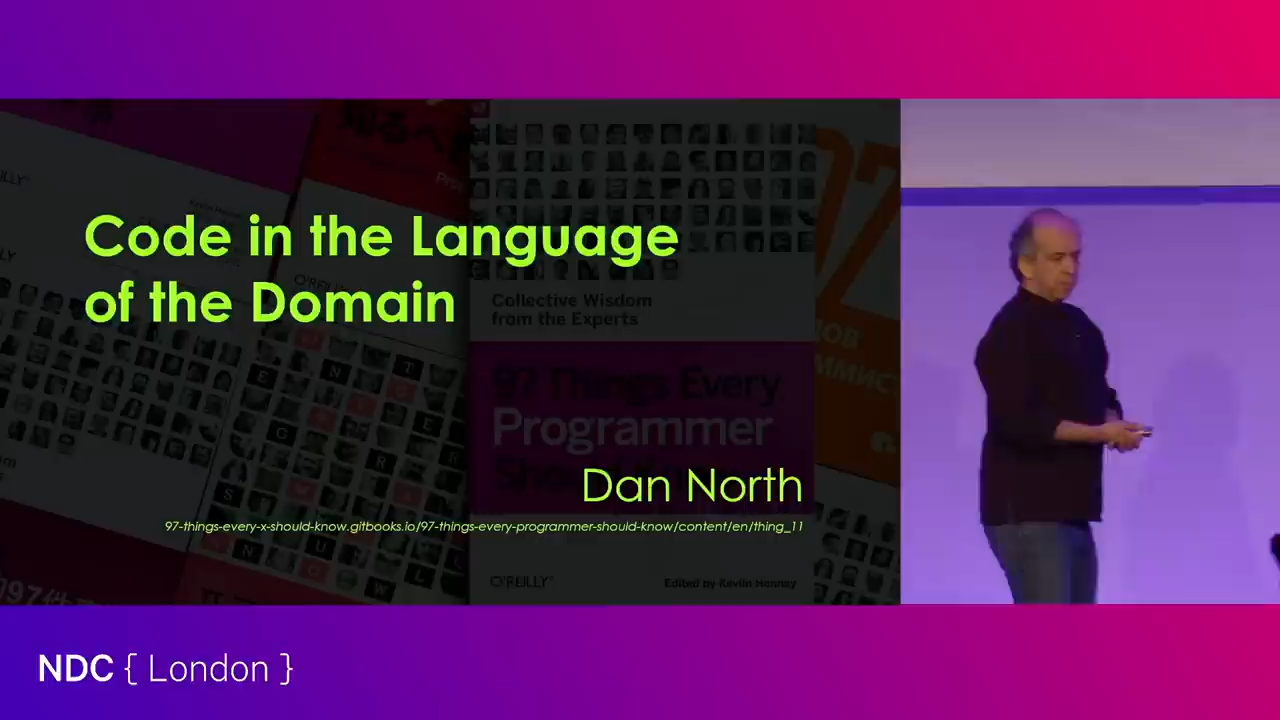 Code in the Language
of the Domain
Collective Wisdom
from the Experts
97 Things Every
Programmer
Should Know
Dan North
97-things-every-x-should-know.gitbooks.io/97-things-every-programmer-should-know/content/en/thing_11
O'REILLY
Edited by Kevlin Henney
NDC { London }